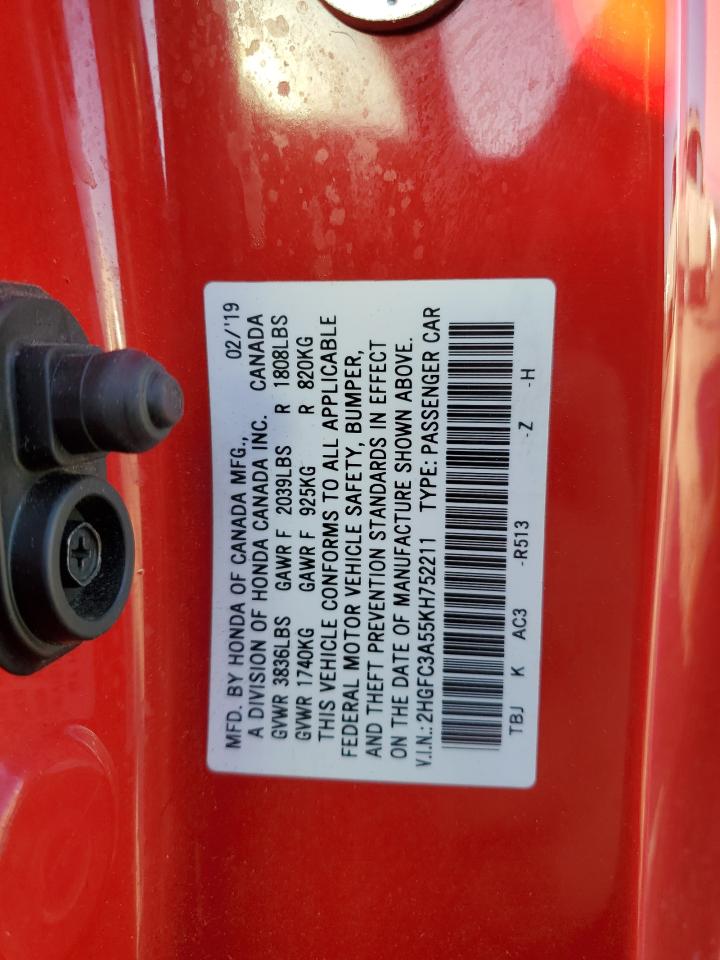 MFD. BY HONDA OF CANADA MFG., 02/'19
A DIVISION OF HONDA CANADA INC. CANADA
GVWR 3836LBS GAWR F 2039LBS R 1808LBS
GVWR 1740KG GAWR F 925KG R 820KG
THIS VEHICLE CONFORMS TO ALL APPLICABLE
FEDERAL MOTOR VEHICLE SAFETY, BUMPER,
AND THEFT PREVENTION STANDARDS IN EFFECT
ON THE DATE OF MANUFACTURE SHOWN ABOVE.
V.I.N.: 2HGFC3A55KH752211 TYPE: PASSENGER CAR
TBJ K AC3 -R513 -Z -H